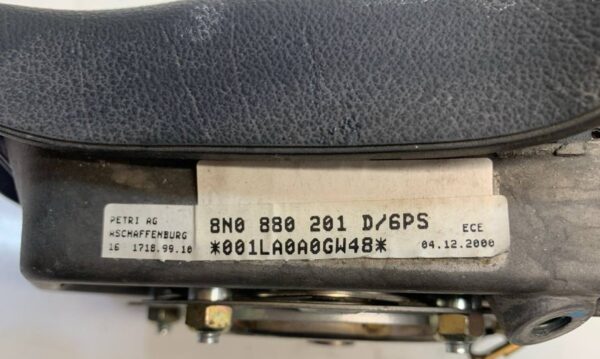 PETRI AG
ASCHAFFENBURG
16 1718.99.10
8N0 880 201 D/6PS
*001LA0A0GW48*
ECE
04.12.2000